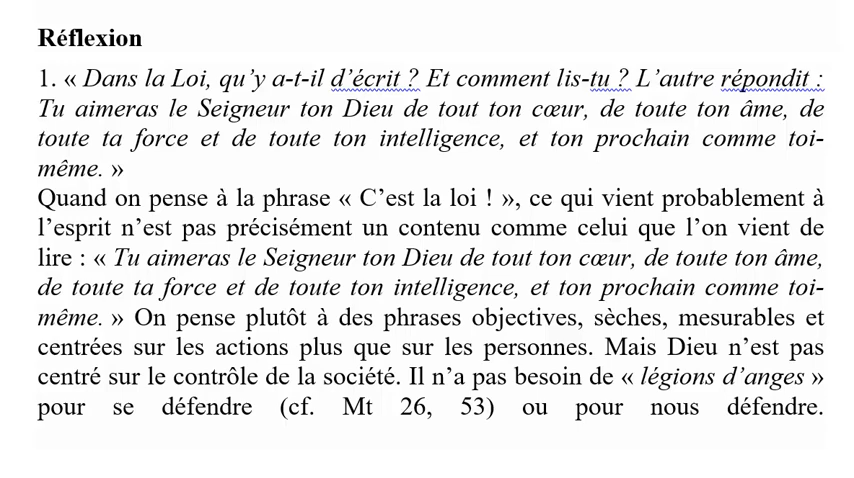 Réflexion
1. « Dans la Loi, qu’y a-t-il d’écrit ? Et comment lis-tu ? L’autre répondit :
Tu aimeras le Seigneur ton Dieu de tout ton cœur, de toute ton âme, de
toute ta force et de toute ton intelligence, et ton prochain comme toi-
même. »
Quand on pense à la phrase « C’est la loi ! », ce qui vient probablement à
l’esprit n’est pas précisément un contenu comme celui que l’on vient de
lire : « Tu aimeras le Seigneur ton Dieu de tout ton cœur, de toute ton âme,
de toute ta force et de toute ton intelligence, et ton prochain comme toi-
même. » On pense plutôt à des phrases objectives, sèches, mesurables et
centrées sur les actions plus que sur les personnes. Mais Dieu n’est pas
centré sur le contrôle de la société. Il n’a pas besoin de « légions d’anges »
pour se défendre (cf. Mt 26, 53) ou pour nous défendre.